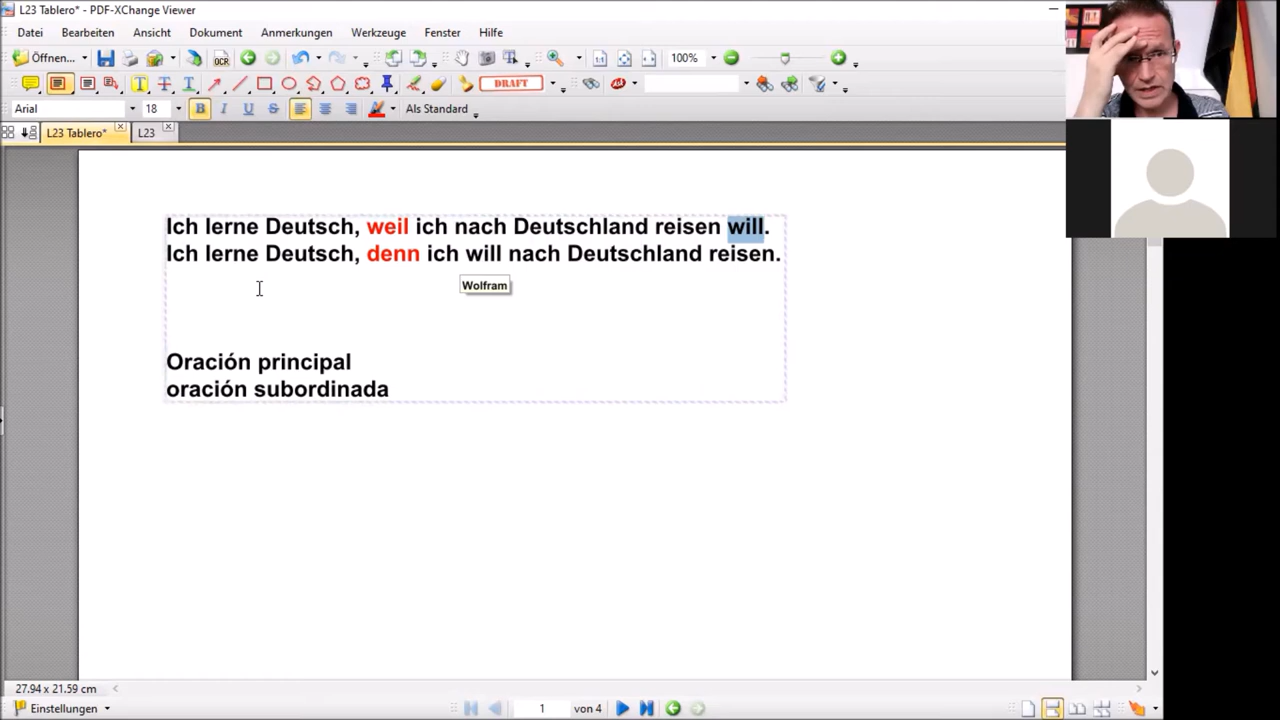 L23 Tablero* - PDF-XChange Viewer
Datei Bearbeiten Ansicht Dokument Anmerkungen Werkzeuge Fenster Hilfe
Öffnen... OCR 100%
DRAFT
Arial 18 B I U S Als Standard
L23 Tablero* L23
Ich lerne Deutsch, weil ich nach Deutschland reisen will.
Ich lerne Deutsch, denn ich will nach Deutschland reisen.
Wolfram
Oración principal
oración subordinada
27.94 x 21.59 cm
Einstellungen 1 von 4